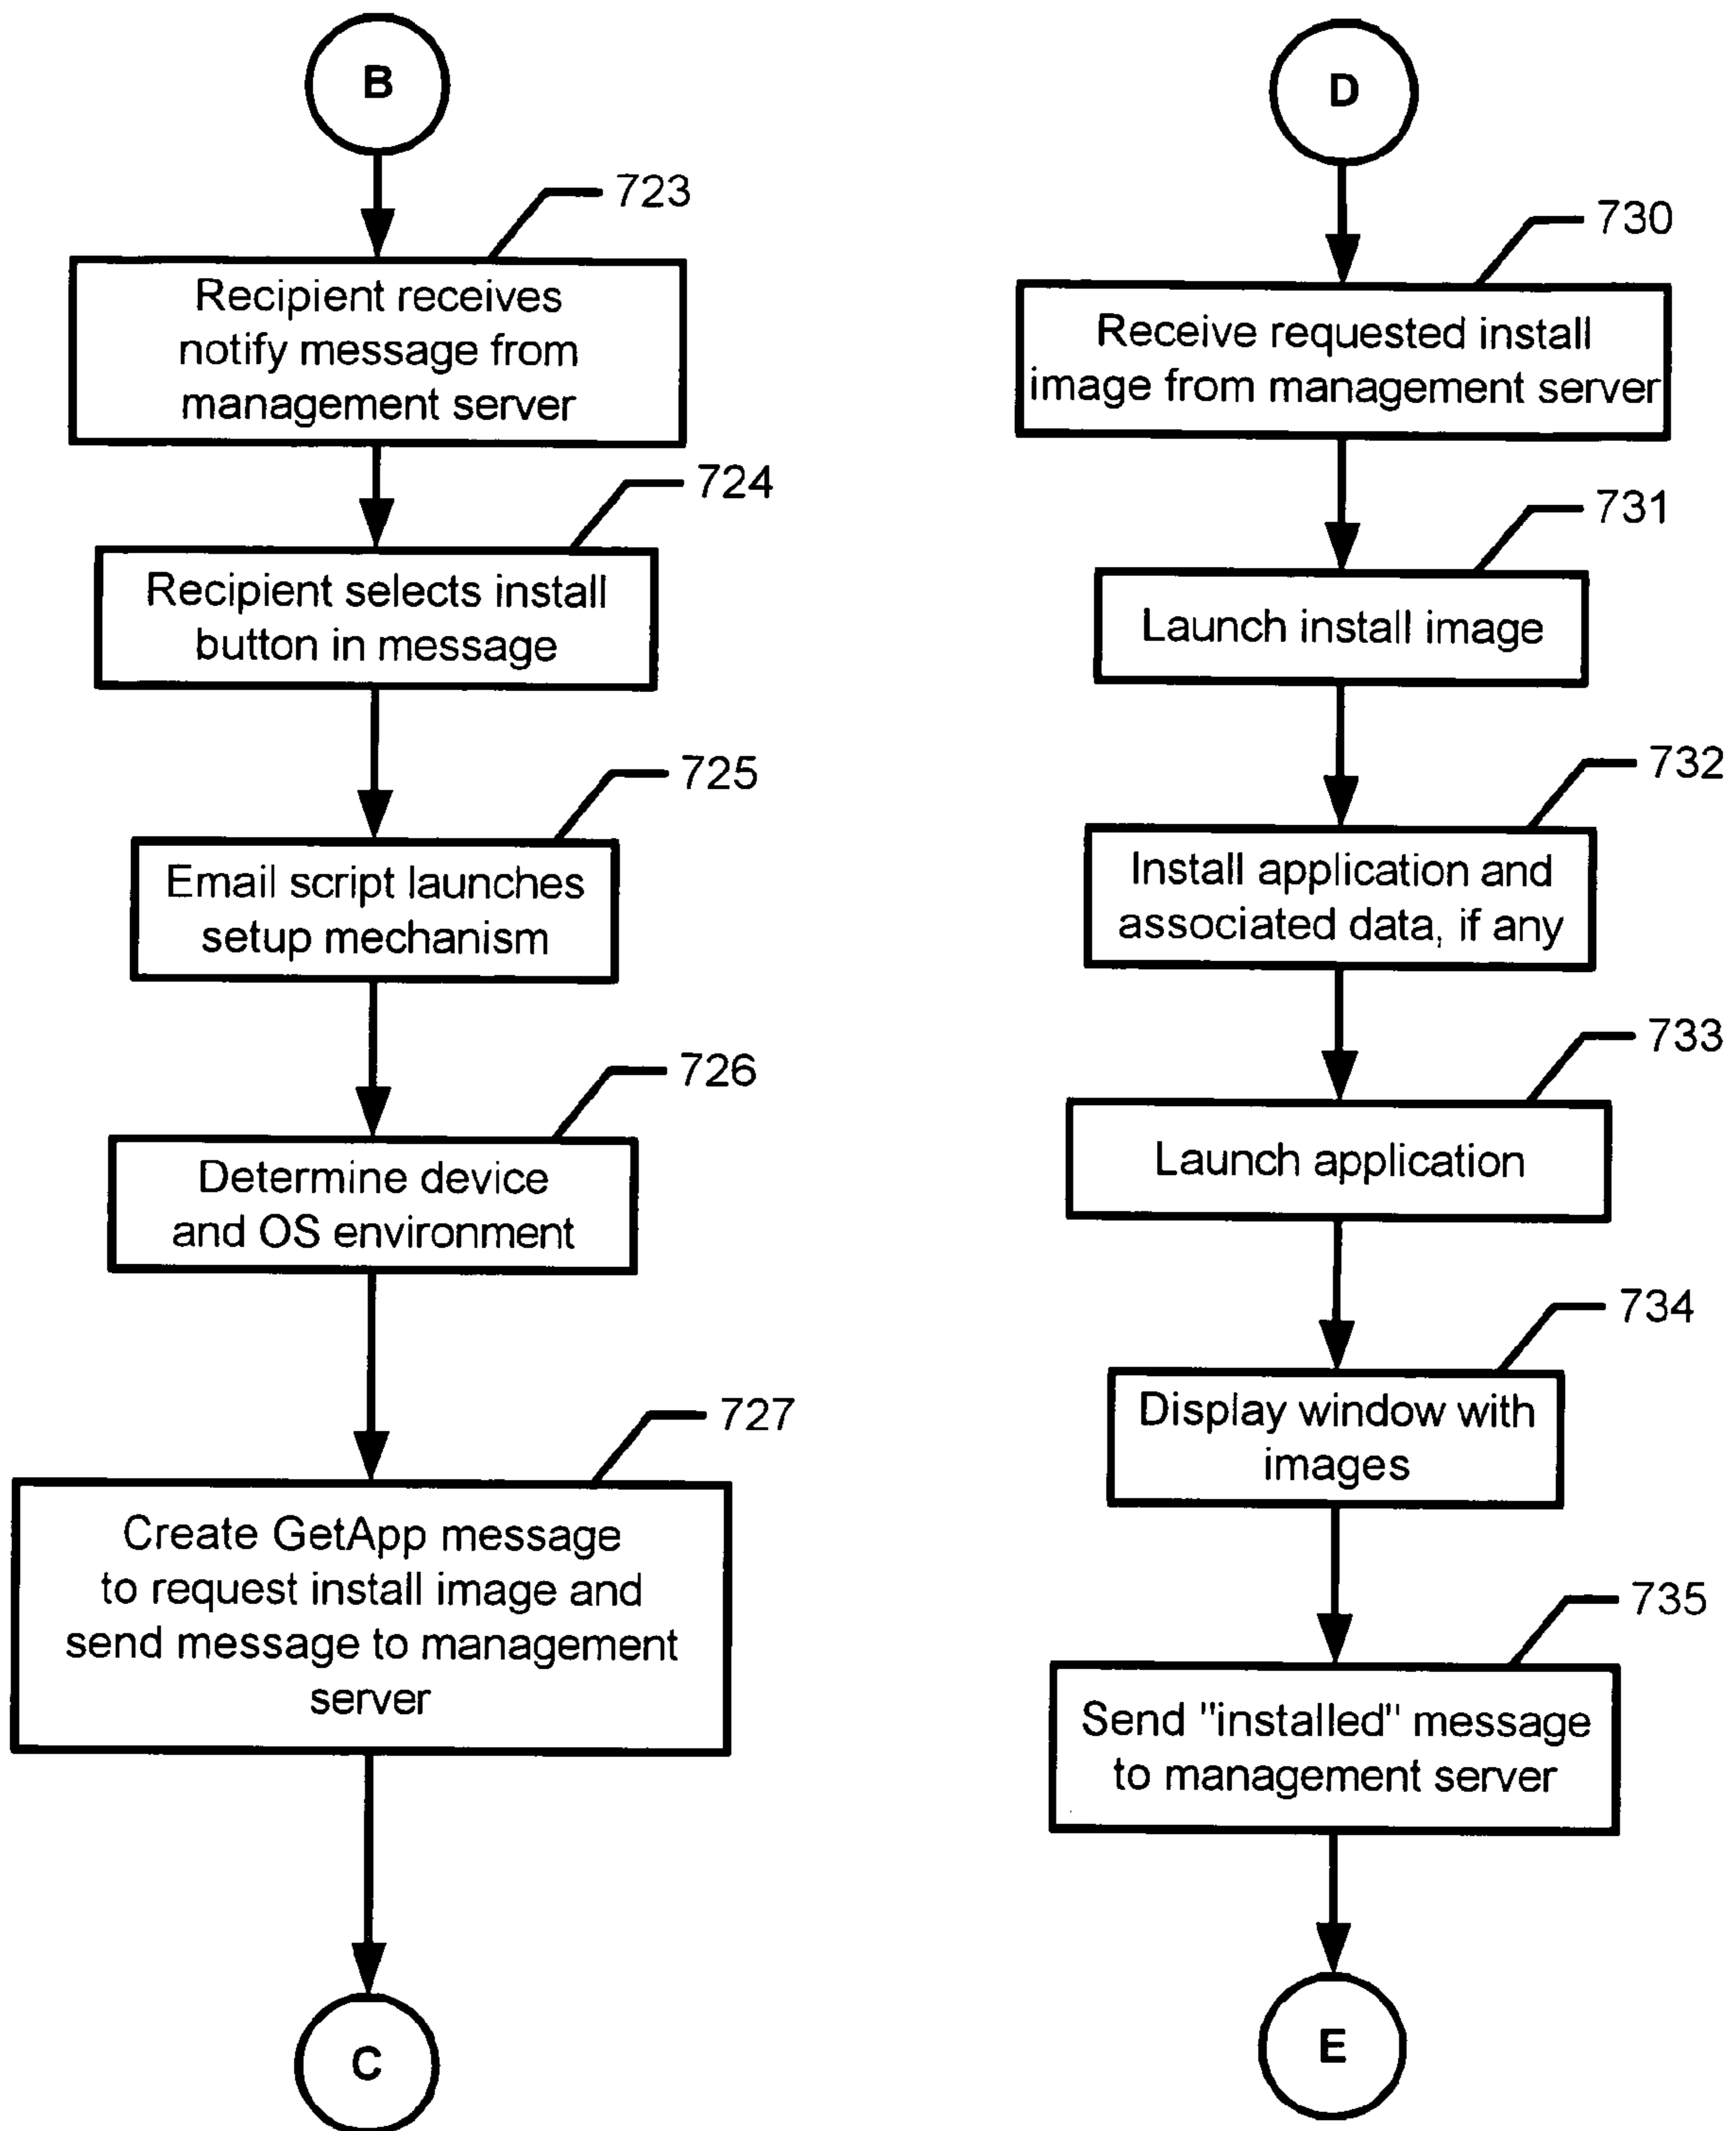 B
723
Recipient receives
notify message from
management server
724
Recipient selects install
button in message
725
Email script launches
setup mechanism
726
Determine device
and OS environment
727
Create GetApp message
to request install image and
send message to management
server
C
D
730
Receive requested install
image from management server
731
Launch install image
732
Install application and
associated data, if any
733
Launch application
734
Display window with
images
735
Send "installed" message
to management server
E